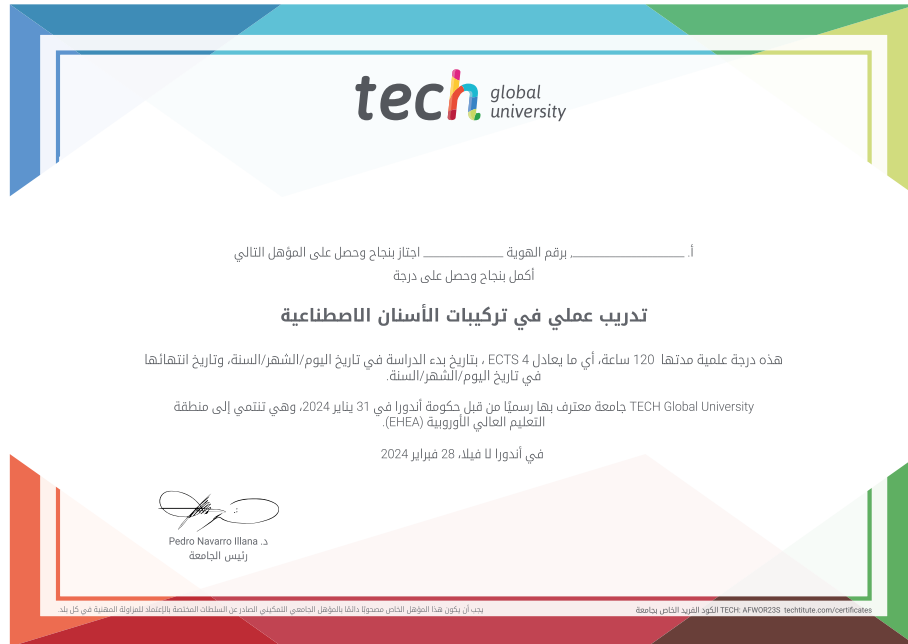 tech global
university
أ. ____________________, برقم الهوية ______________ اجتاز بنجاح وحصل على المؤهل التالي
أكمل بنجاح وحصل على درجة
تدريب عملي في تركيبات الأسنان الاصطناعية
هذه درجة علمية مدتها 120 ساعة، أي ما يعادل 4 ECTS ، بتاريخ بدء الدراسة في تاريخ اليوم/الشهر/السنة، وتاريخ انتهائها
في تاريخ اليوم/الشهر/السنة.
TECH Global University جامعة معترف بها رسميًا من قبل حكومة أندورا في 31 يناير 2024، وهي تنتمي إلى منطقة
التعليم العالي الأوروبية (EHEA).
في أندورا لا فيلا، 28 فبراير 2024
د. Pedro Navarro Illana
رئيس الجامعة
يجب أن يكون هذا المؤهل الخاص مصحوبًا دائمًا بالمؤهل الجامعي التمكيني الصادر عن السلطات المختصة بالإعتماد للمزاولة المهنية في كل بلد.
الكود الفريد الخاص بجامعة TECH: AFWOR23S techtitute.com/certificates